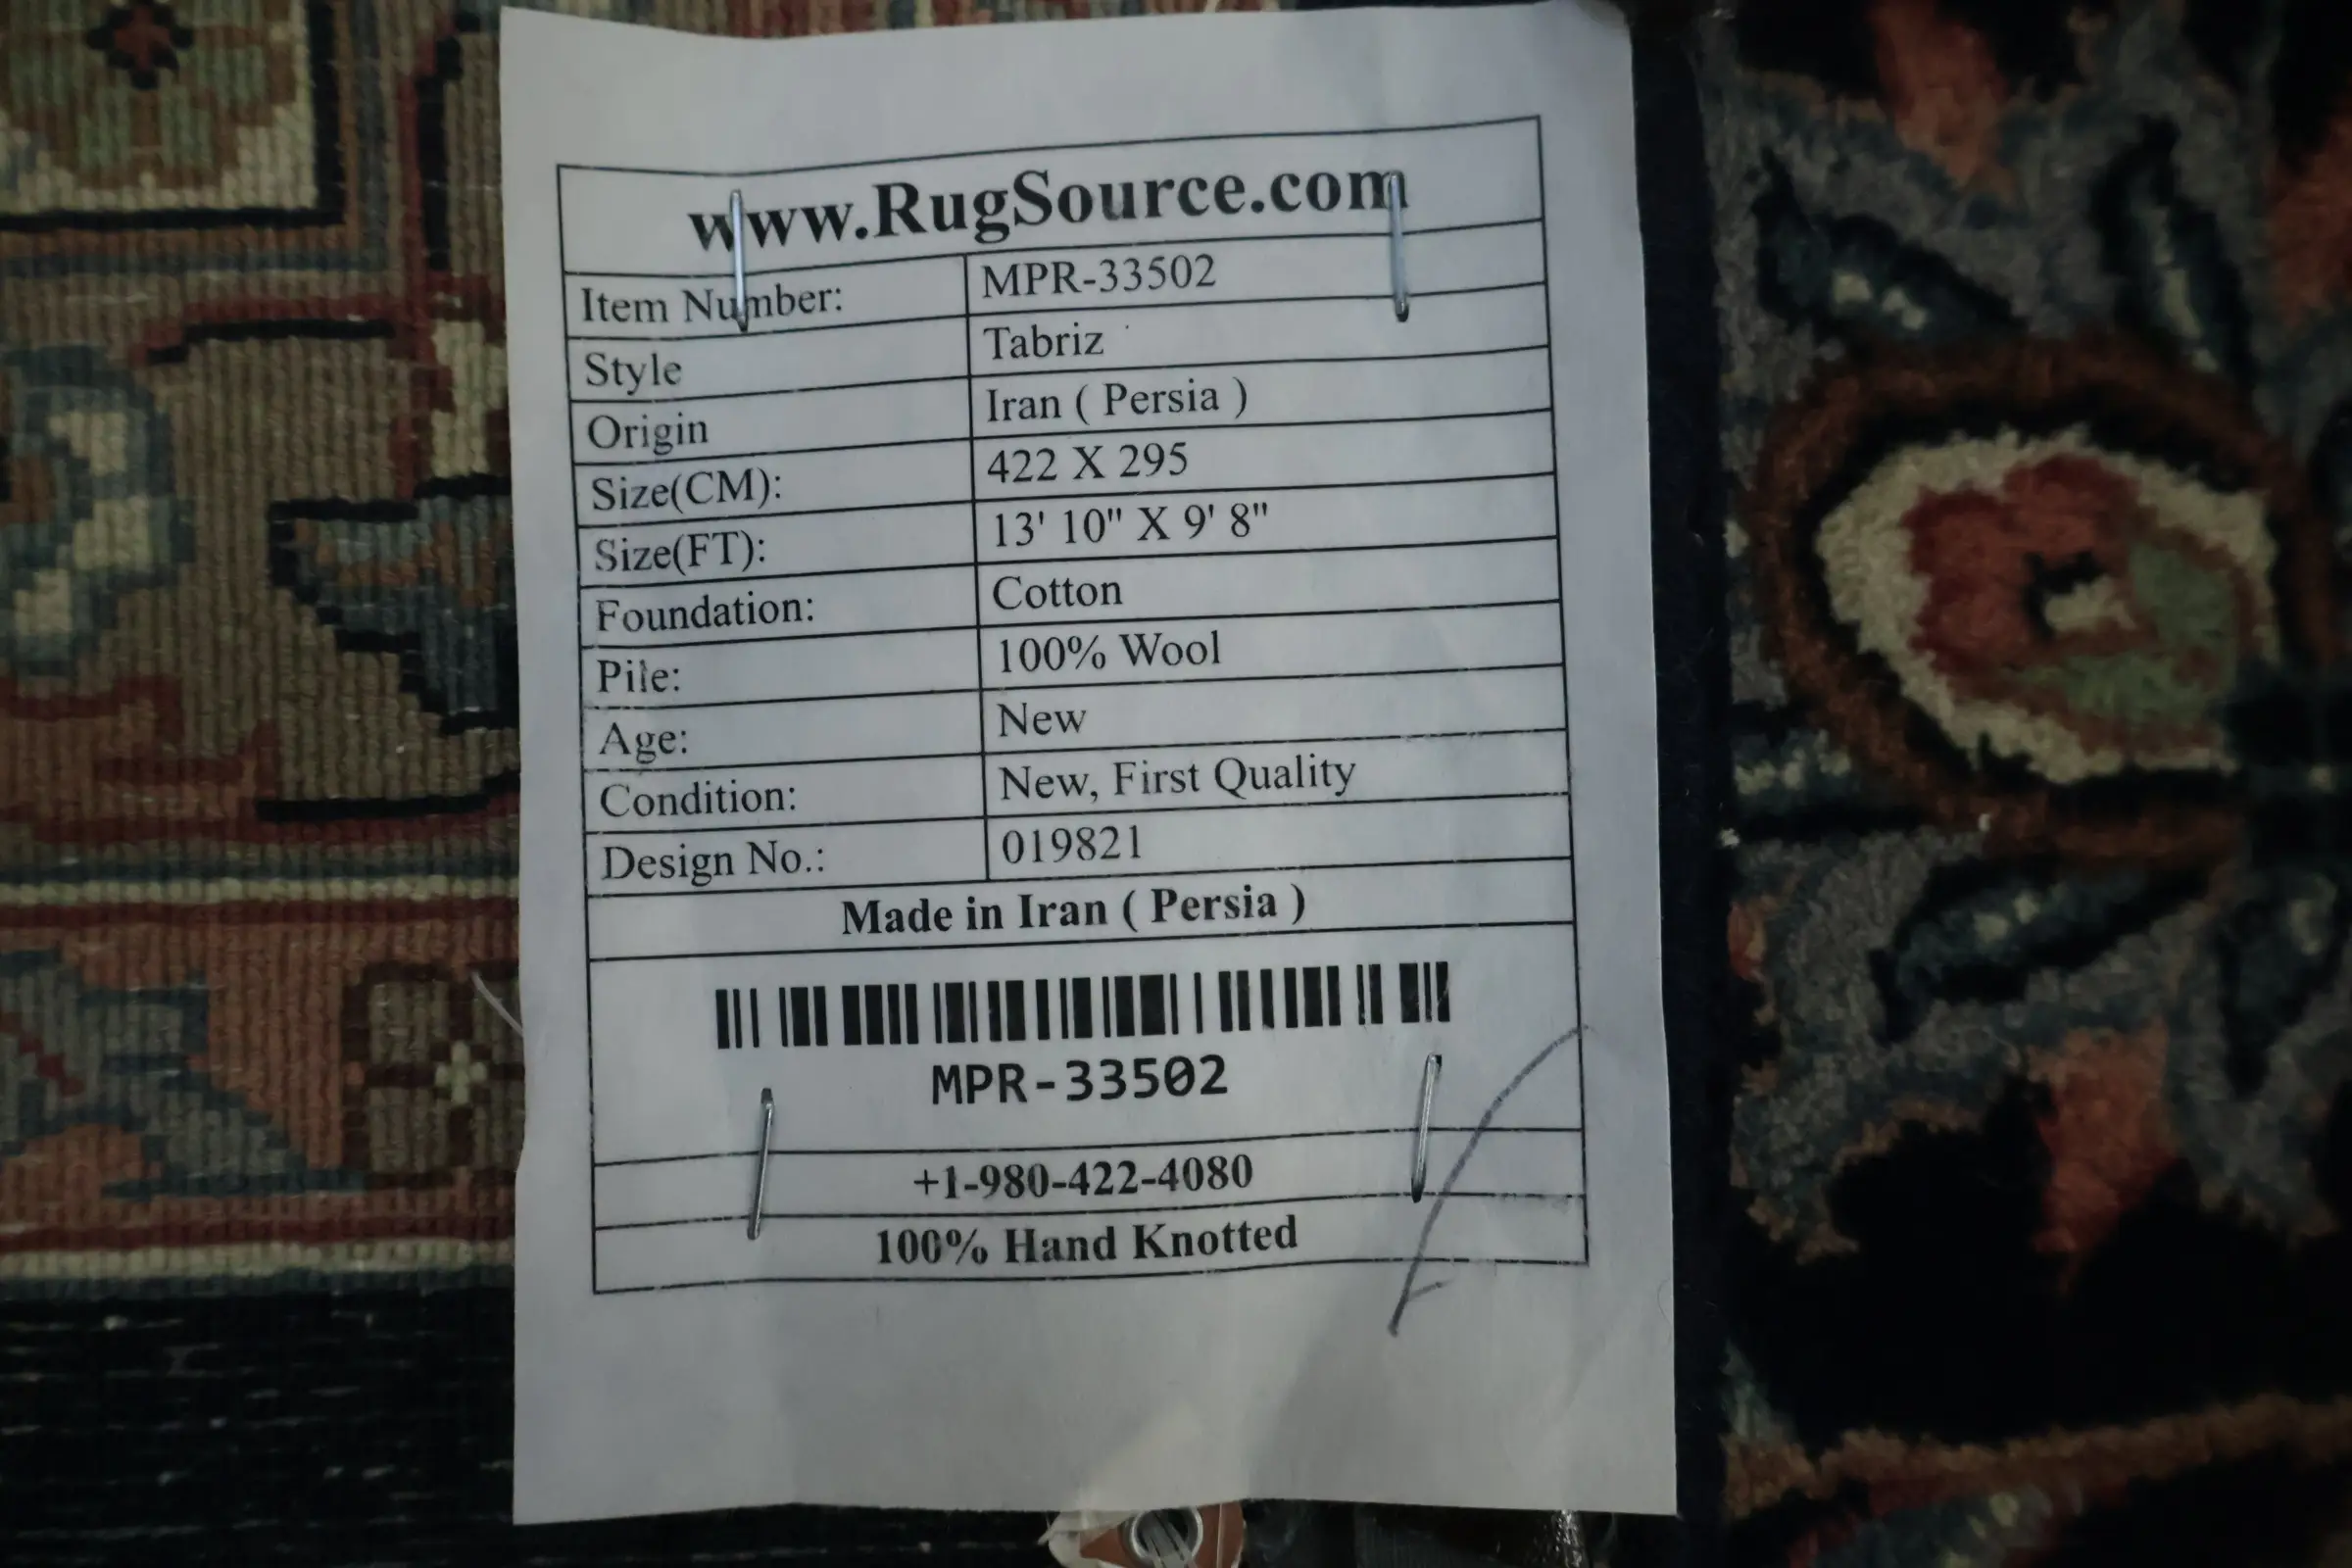 www.RugSource.com
Item Number: MPR-33502
Style Tabriz
Origin Iran ( Persia )
Size(CM): 422 X 295
Size(FT): 13' 10" X 9' 8"
Foundation: Cotton
Pile: 100% Wool
Age: New
Condition: New, First Quality
Design No.: 019821
Made in Iran ( Persia )
MPR-33502
+1-980-422-4080
100% Hand Knotted